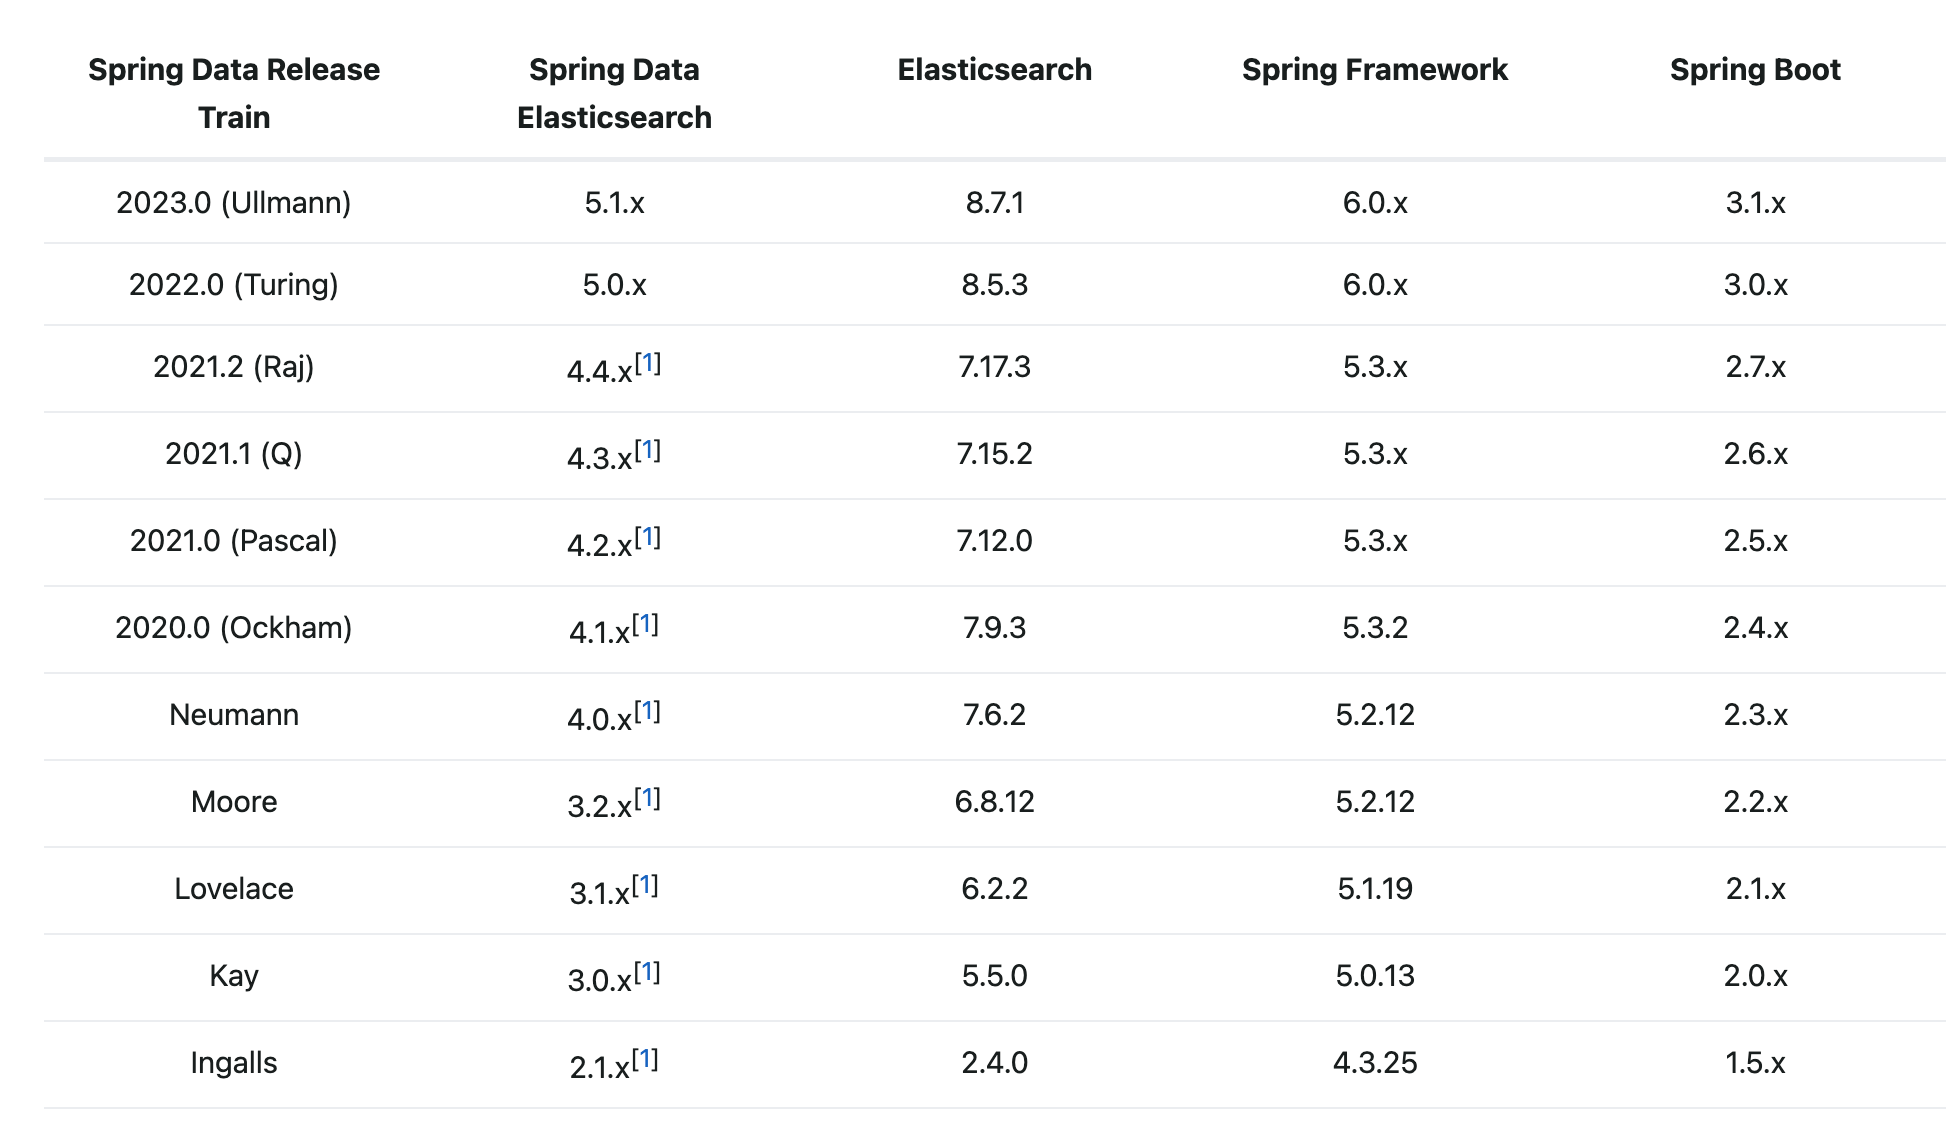 Spring Data Release Train Spring Data Elasticsearch Elasticsearch Spring Framework Spring Boot
2023.0 (Ullmann) 5.1.x 8.7.1 6.0.x 3.1.x
2022.0 (Turing) 5.0.x 8.5.3 6.0.x 3.0.x
2021.2 (Raj) 4.4.x[1] 7.17.3 5.3.x 2.7.x
2021.1 (Q) 4.3.x[1] 7.15.2 5.3.x 2.6.x
2021.0 (Pascal) 4.2.x[1] 7.12.0 5.3.x 2.5.x
2020.0 (Ockham) 4.1.x[1] 7.9.3 5.3.2 2.4.x
Neumann 4.0.x[1] 7.6.2 5.2.12 2.3.x
Moore 3.2.x[1] 6.8.12 5.2.12 2.2.x
Lovelace 3.1.x[1] 6.2.2 5.1.19 2.1.x
Kay 3.0.x[1] 5.5.0 5.0.13 2.0.x
Ingalls 2.1.x[1] 2.4.0 4.3.25 1.5.x